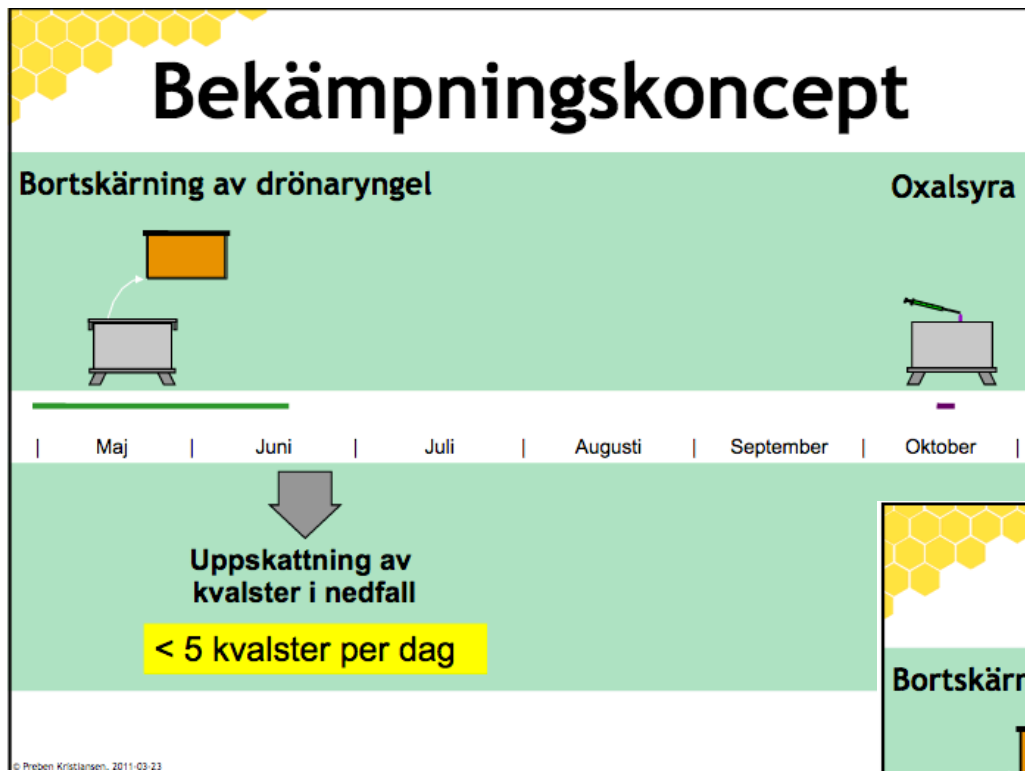 Bekämpningskoncept
Bortskärning av drönaryngel
Oxalsyra
| Maj | Juni | Juli | Augusti | September | Oktober |
Uppskattning av
kvalster i nedfall
< 5 kvalster per dag
Bortskärn
© Preben Kristiansen, 2011-03-23